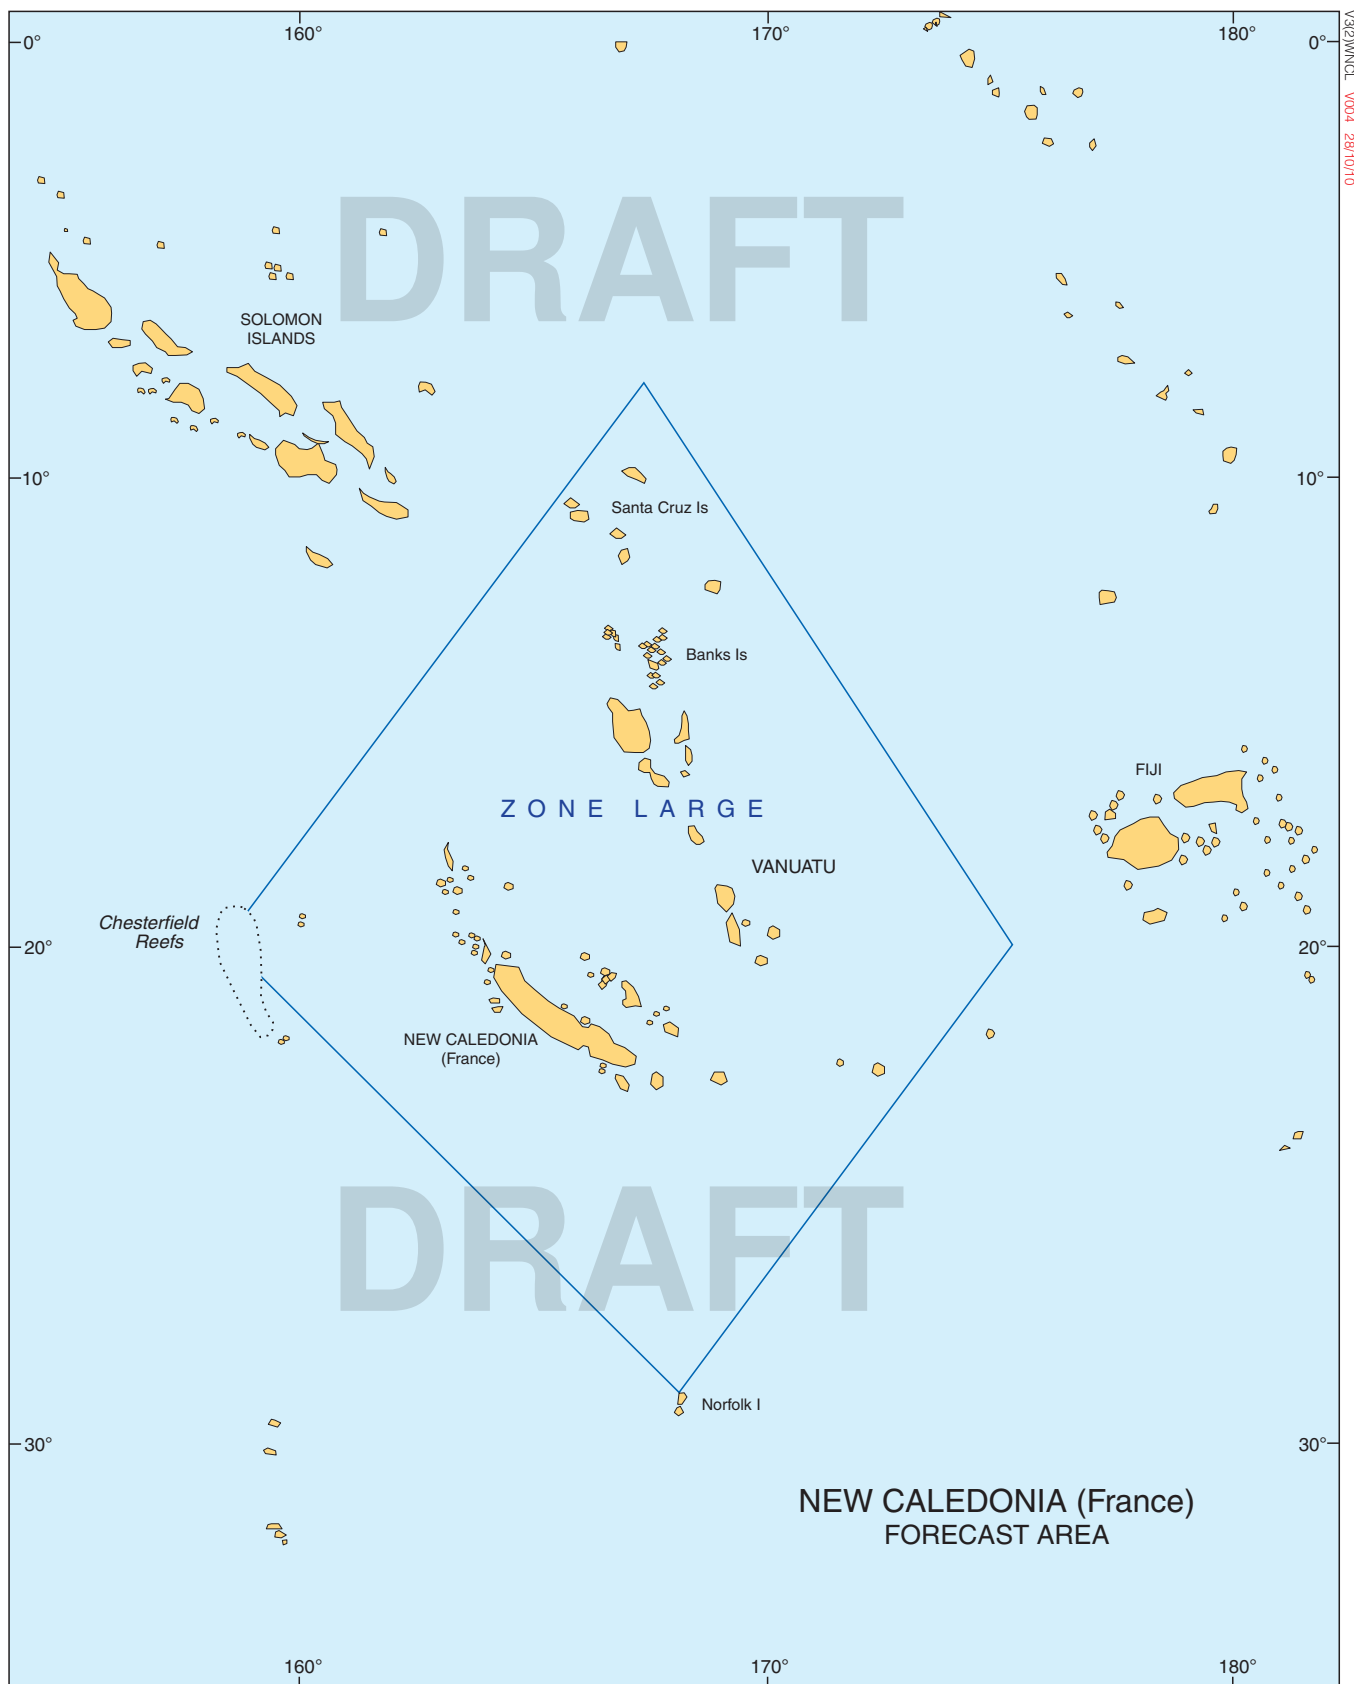 160°
170°
180°
0°
0°
V3(2)WNCL V004 28/10/10
DRAFT
SOLOMON
ISLANDS
10°
10°
Santa Cruz Is
Banks Is
FIJI
ZONE LARGE
VANUATU
Chesterfield
Reefs
20°
20°
NEW CALEDONIA
(France)
DRAFT
Norfolk I
30°
30°
NEW CALEDONIA (France)
FORECAST AREA
160°
170°
180°